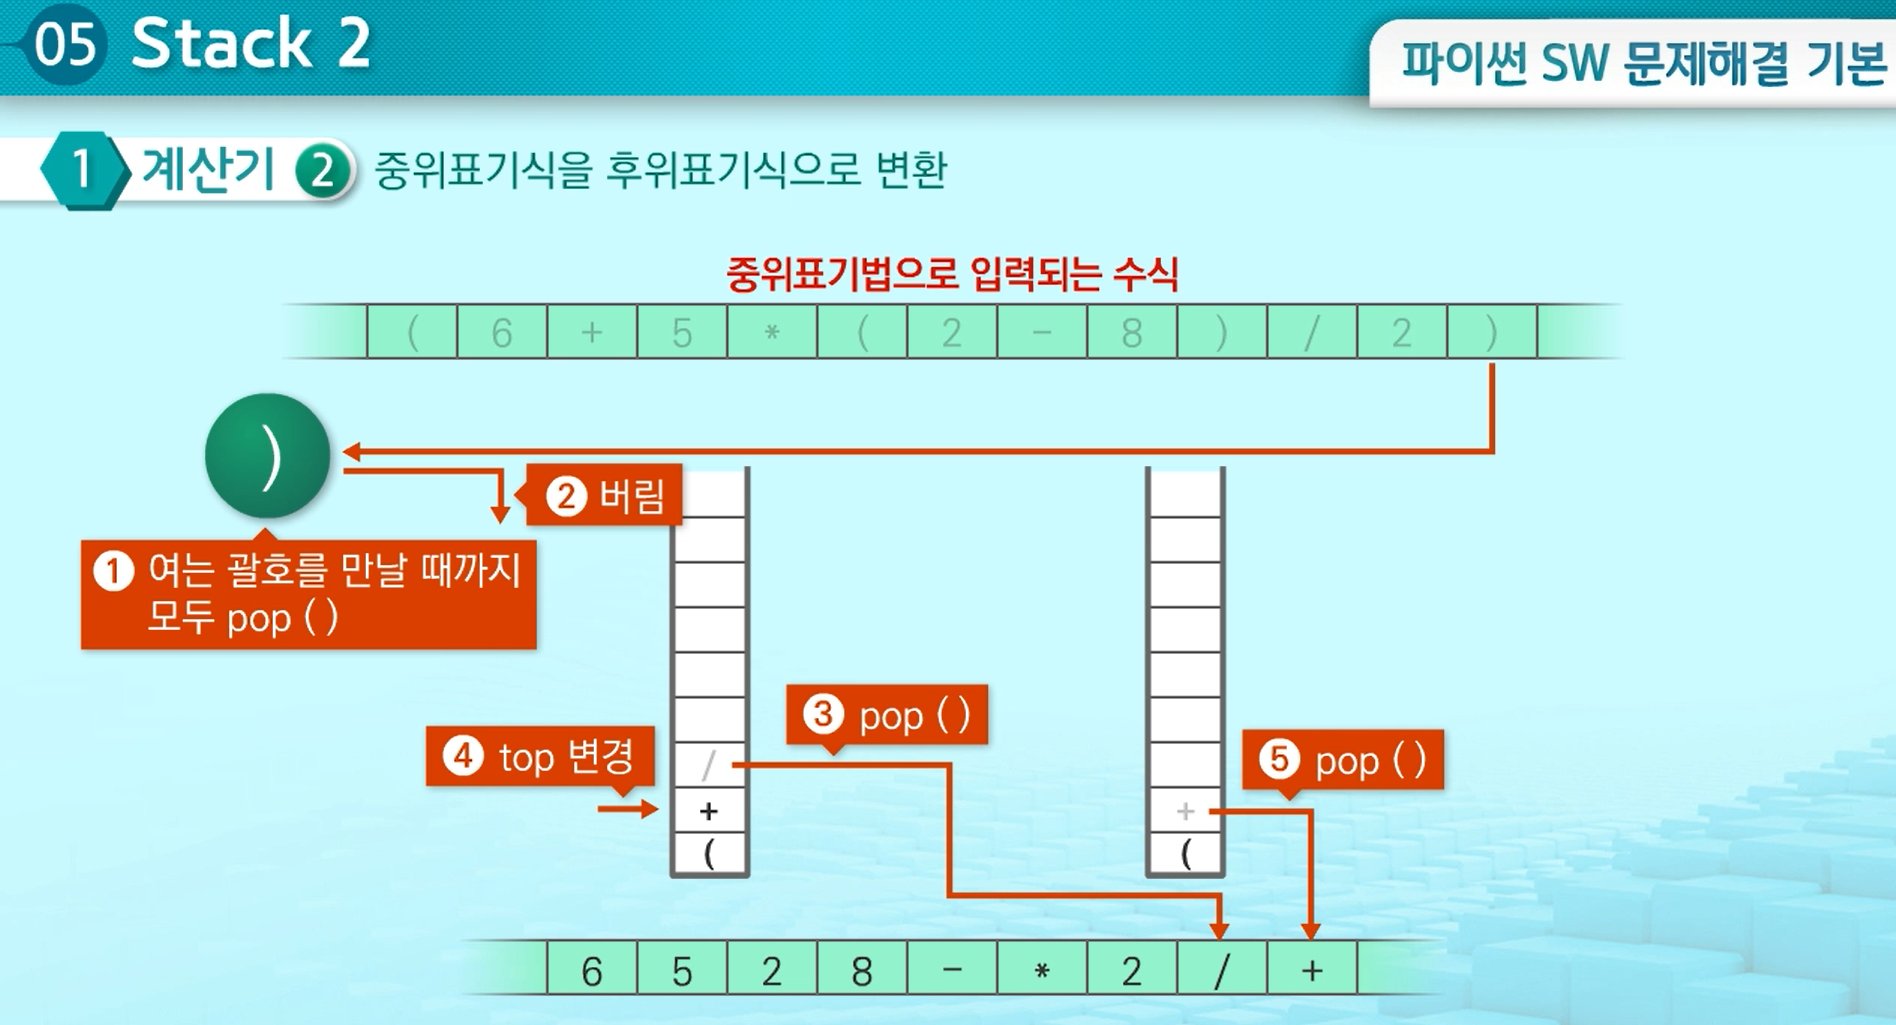 05 Stack 2
파이썬 SW 문제해결 기본
1 계산기 2 중위표기식을 후위표기식으로 변환
중위표기법으로 입력되는 수식
( 6 + 5 * ( 2 - 8 ) / 2 )
)
2 버림
1 여는 괄호를 만날 때까지
모두 pop ( )
3 pop ( )
4 top 변경
5 pop ( )
/
+ +
( (
6 5 2 8 - * 2 / +